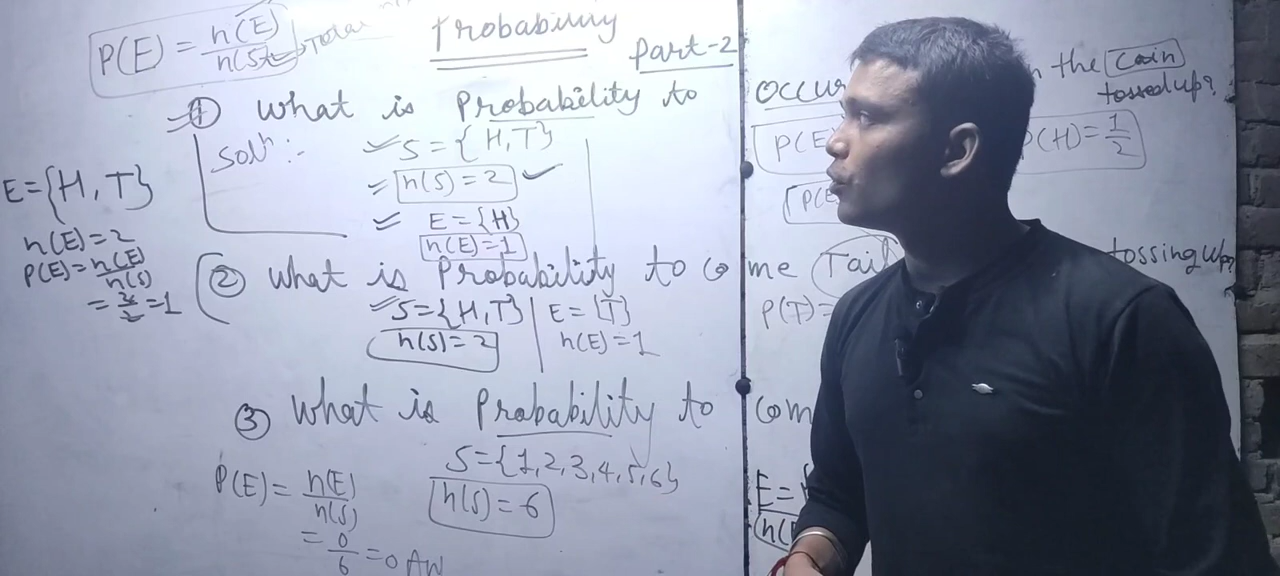 P(E) = n(E)/n(S) → Total
Probability
Part-2
① What is Probability to occur the Coin tossed up?
Solⁿ :-
S = { H, T}
n(S) = 2
E = {H}
n(E) = 1
P(E
P(H) = 1/2
P(E
E = {H, T}
n(E) = 2
P(E) = n(E)/n(S)
= 2/2 = 1
② What is Probability to come Tail tossing up?
S = {H, T}
n(S) = 2
E = {T}
n(E) = 1
P(T) =
③ What is Probability to com
S = {1, 2, 3, 4, 5, 6}
n(S) = 6
P(E) = n(E)/n(S)
= 0/6 = 0
E =